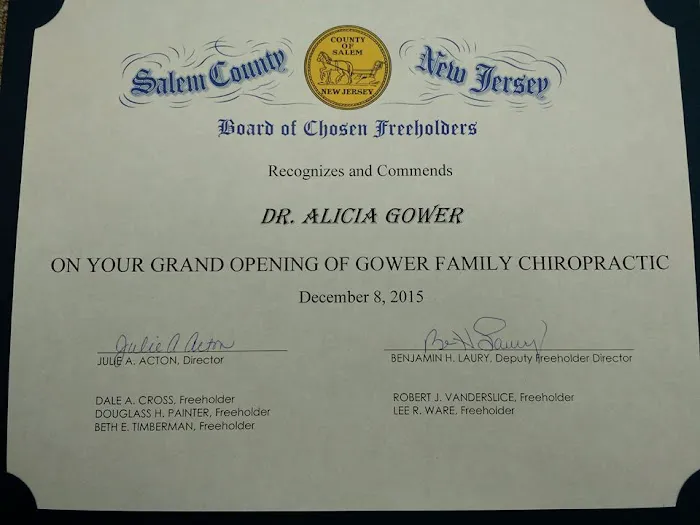 Salem County
COUNTY
OF
SALEM
NEW JERSEY
New Jersey
Board of Chosen Freeholders
Recognizes and Commends
DR. ALICIA GOWER
ON YOUR GRAND OPENING OF GOWER FAMILY CHIROPRACTIC
December 8, 2015
Julie A Acton
JULIE A. ACTON, Director
Ben H Laury
BENJAMIN H. LAURY, Deputy Freeholder Director
DALE A. CROSS, Freeholder
DOUGLASS H. PAINTER, Freeholder
BETH E. TIMBERMAN, Freeholder
ROBERT J. VANDERSLICE, Freeholder
LEE R. WARE, Freeholder